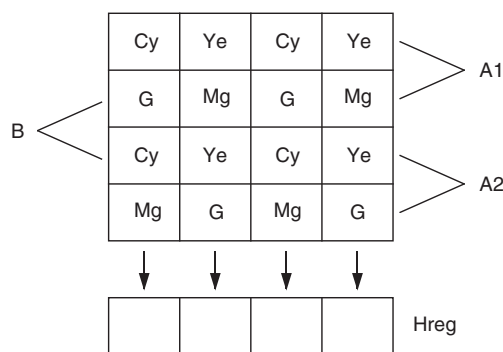 Cy Ye Cy Ye
A1
G Mg G Mg
B
Cy Ye Cy Ye
A2
Mg G Mg G
Hreg